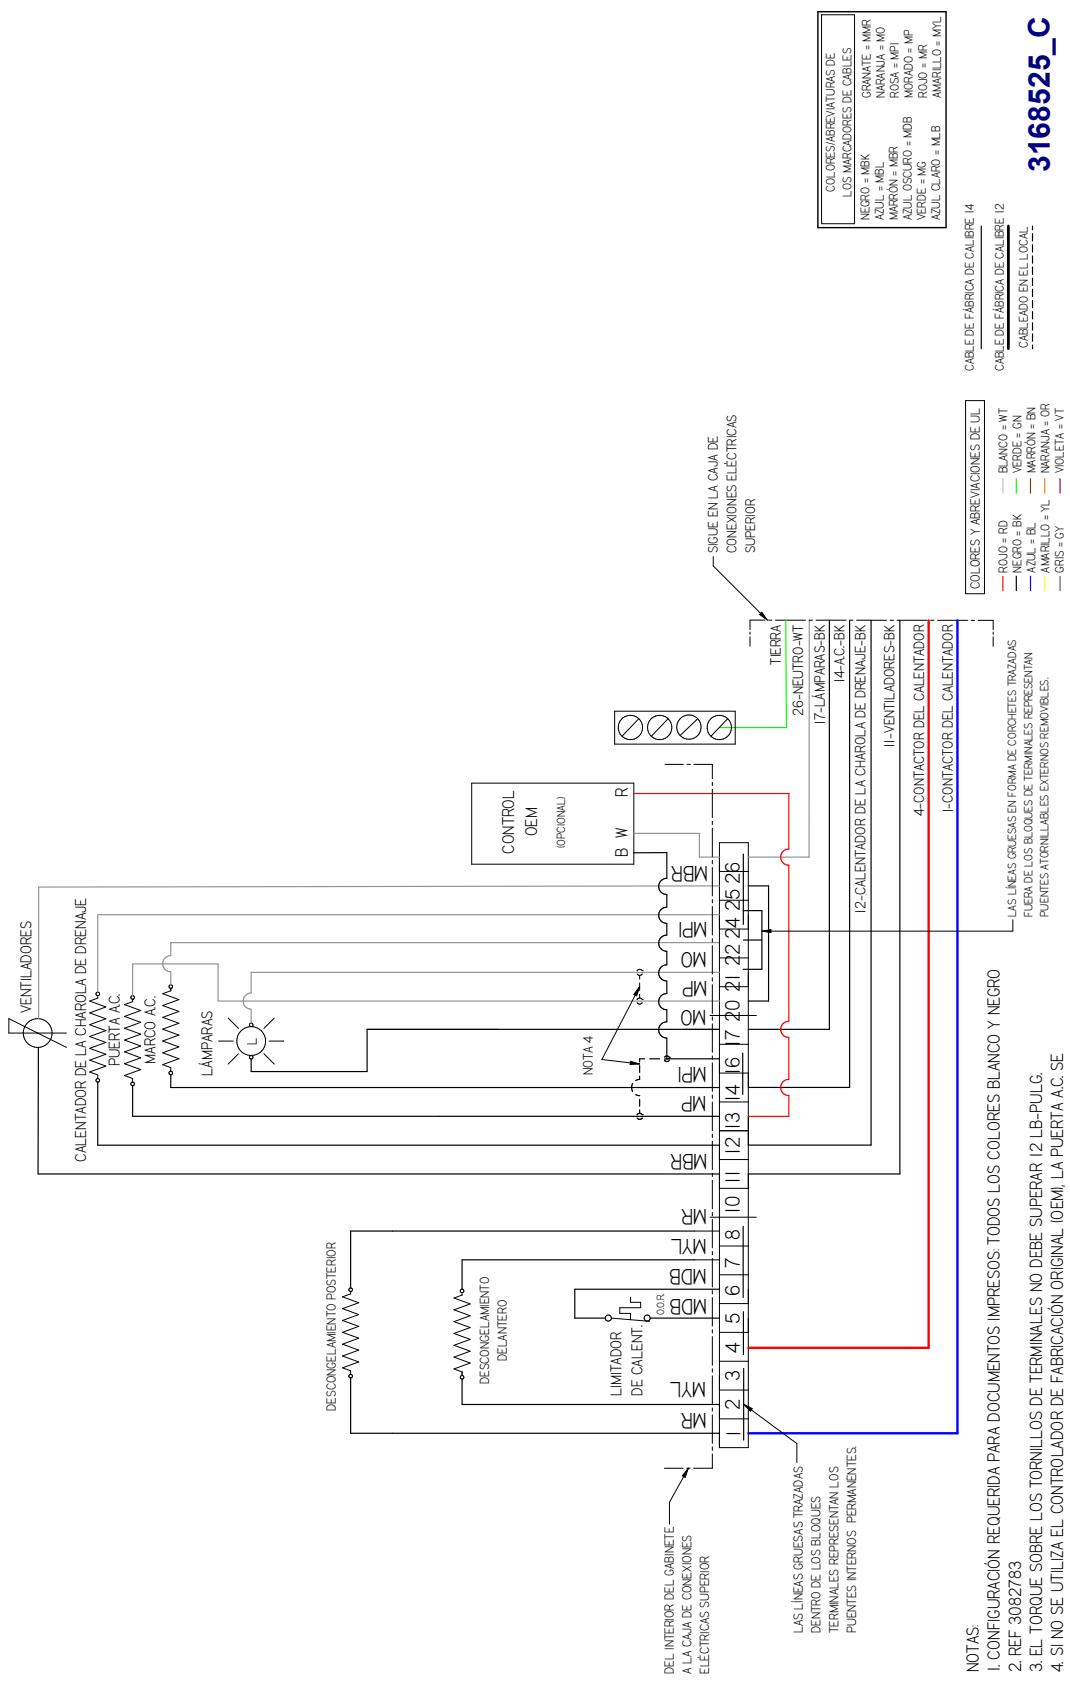 VENTILADORES
CALENTADOR DE LA CHAROLA DE DRENAJE
PUERTA A.C.
MARCO A.C.
LÁMPARAS
L
NOTA 4
CONTROL
OEM
(OPCIONAL)
B W R
DESCONGELAMIENTO POSTERIOR
DESCONGELAMIENTO
DELANTERO
LIMITADOR
DE CALENT.
O.O.R.
MR
MYL
MDB
MDB
MYL
MR
MBR
MP
MPI
MO
MP
MO
MPI
MBR
1 2 3 4 5 6 7 8 10 11 12 13 14 16 17 20 21 22 24 25 26
DEL INTERIOR DEL GABINETE
A LA CAJA DE CONEXIONES
ELÉCTRICAS SUPERIOR
LAS LÍNEAS GRUESAS TRAZADAS
DENTRO DE LOS BLOQUES
TERMINALES REPRESENTAN LOS
PUENTES INTERNOS PERMANENTES.
SIGUE EN LA CAJA DE
CONEXIONES ELÉCTRICAS
SUPERIOR
TIERRA
26-NEUTRO-WT
17-LÁMPARAS-BK
14-A.C.-BK
12-CALENTADOR DE LA CHAROLA DE DRENAJE-BK
11-VENTILADORES-BK
4-CONTACTOR DEL CALENTADOR
1-CONTACTOR DEL CALENTADOR
LAS LÍNEAS GRUESAS EN FORMA DE CORCHETES TRAZADAS
FUERA DE LOS BLOQUES DE TERMINALES REPRESENTAN
PUENTES ATORNILLABLES EXTERNOS REMOVIBLES.
NOTAS:
1. CONFIGURACIÓN REQUERIDA PARA DOCUMENTOS IMPRESOS: TODOS LOS COLORES BLANCO Y NEGRO
2. REF 3082783
3. EL TORQUE SOBRE LOS TORNILLOS DE TERMINALES NO DEBE SUPERAR 12 LB-PULG.
4. SI NO SE UTILIZA EL CONTROLADOR DE FABRICACIÓN ORIGINAL (OEM), LA PUERTA A.C. SE
COLORES Y ABREVIACIONES DE UL
ROJO = RD
NEGRO = BK
AZUL = BL
AMARILLO = YL
GRIS = GY
BLANCO = WT
VERDE = GN
MARRÓN = BN
NARANJA = OR
VIOLETA = VT
CABLE DE FÁBRICA DE CALIBRE 14
CABLE DE FÁBRICA DE CALIBRE 12
CABLEADO EN EL LOCAL
COLORES/ABREVIATURAS DE
LOS MARCADORES DE CABLES
NEGRO = MBK
AZUL = MBL
MARRÓN = MBR
AZUL OSCURO = MDB
VERDE = MG
AZUL CLARO = MLB
GRANATE = MMR
NARANJA = MO
ROSA = MPI
MORADO = MP
ROJO = MR
AMARILLO = MYL
3168525_C